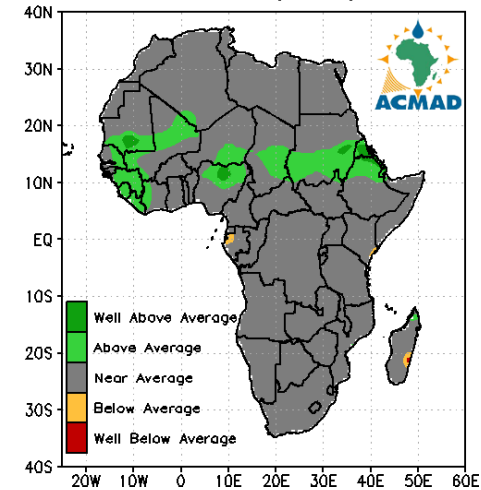 40N
30N
20N
10N
EQ
10S
20S
30S
40S
20W 10W 0 10E 20E 30E 40E 50E 60E
ACMAD
Well Above Average
Above Average
Near Average
Below Average
Well Below Average